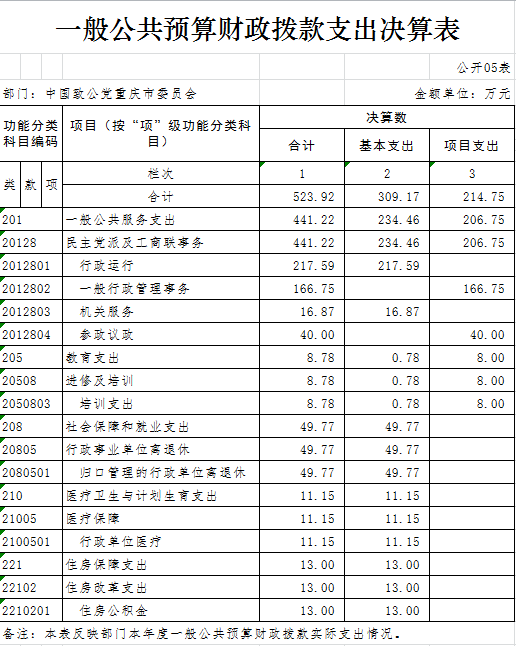 一般公共预算财政拨款支出决算表
公开05表
部门：中国致公党重庆市委员会 金额单位：万元
功能分类科目编码 项目（按“项”级功能分类科目） 决算数
合计 基本支出 项目支出
类 款 项 栏次 1 2 3
合计 523.92 309.17 214.75
201 一般公共服务支出 441.22 234.46 206.75
20128 民主党派及工商联事务 441.22 234.46 206.75
2012801 行政运行 217.59 217.59
2012802 一般行政管理事务 166.75 166.75
2012803 机关服务 16.87 16.87
2012804 参政议政 40.00 40.00
205 教育支出 8.78 0.78 8.00
20508 进修及培训 8.78 0.78 8.00
2050803 培训支出 8.78 0.78 8.00
208 社会保障和就业支出 49.77 49.77
20805 行政事业单位离退休 49.77 49.77
2080501 归口管理的行政单位离退休 49.77 49.77
210 医疗卫生与计划生育支出 11.15 11.15
21005 医疗保障 11.15 11.15
2100501 行政单位医疗 11.15 11.15
221 住房保障支出 13.00 13.00
22102 住房改革支出 13.00 13.00
2210201 住房公积金 13.00 13.00
备注：本表反映部门本年度一般公共预算财政拨款实际支出情况。